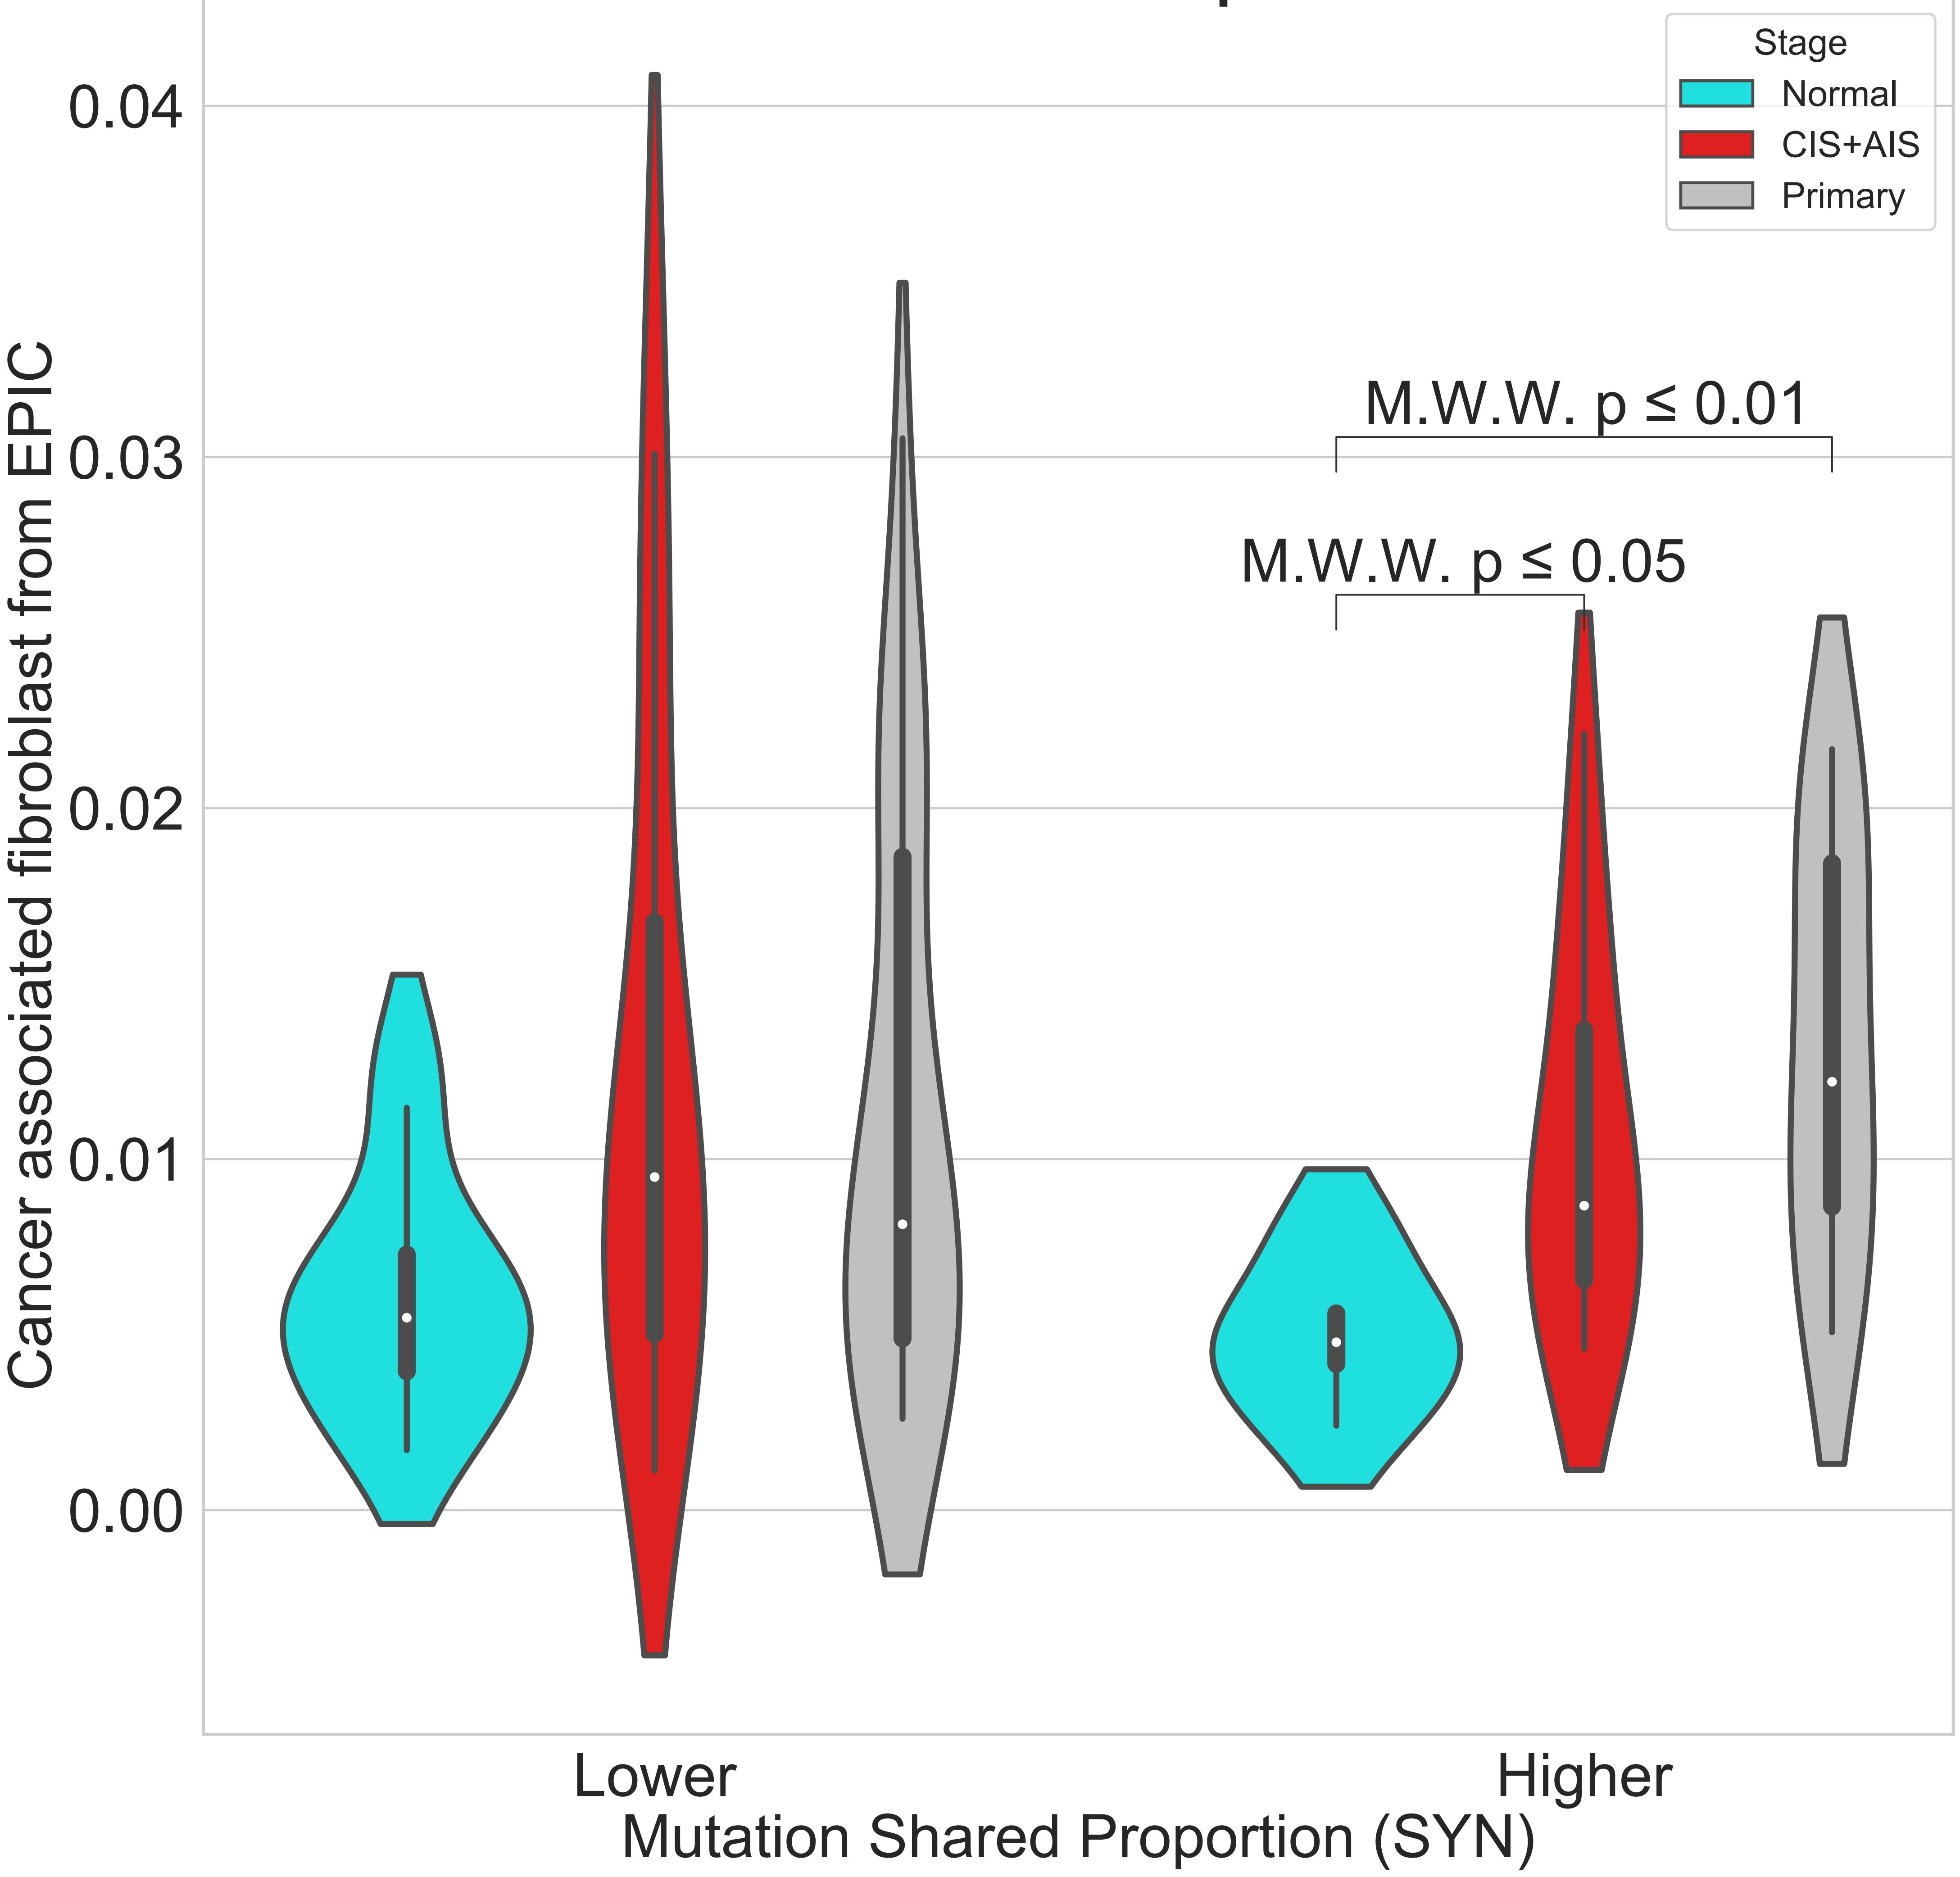 Stage
Normal
CIS+AIS
Primary
Cancer associated fibroblast from EPIC
0.04
0.03
0.02
0.01
0.00
M.W.W. p ≤ 0.01
M.W.W. p ≤ 0.05
Lower
Higher
Mutation Shared Proportion (SYN)